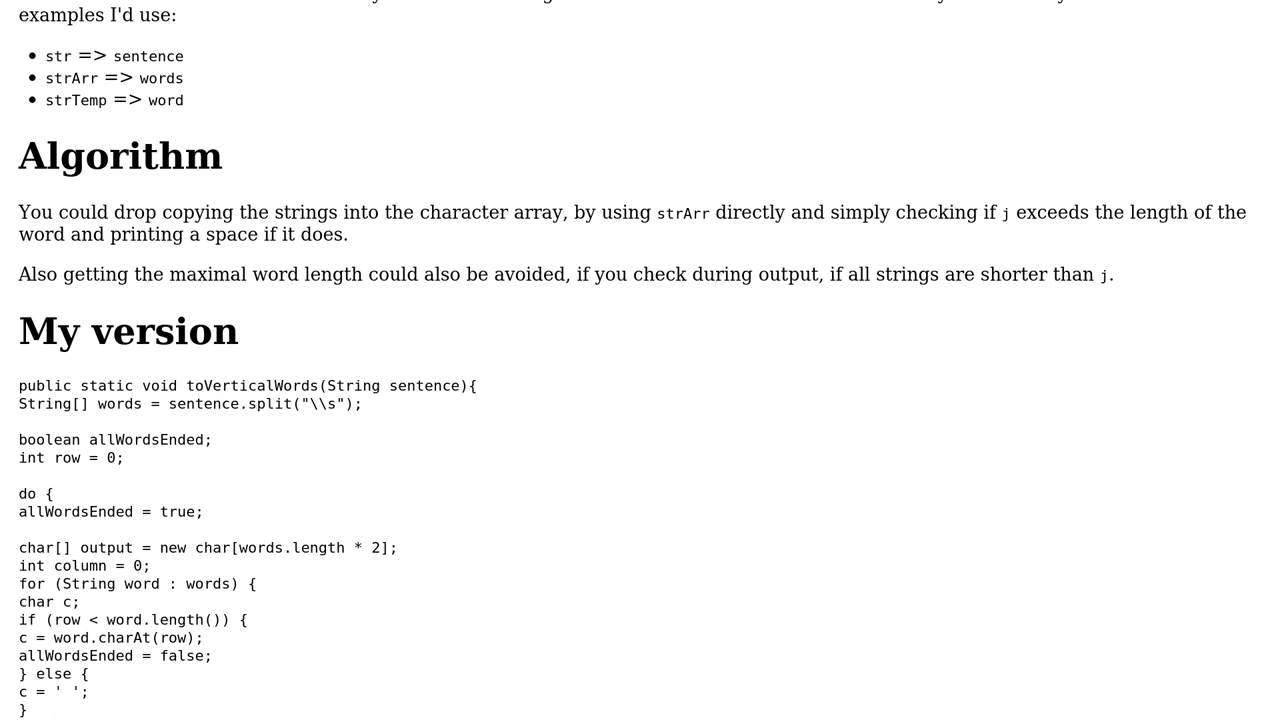 examples I'd use:
• str => sentence
• strArr => words
• strTemp => word
Algorithm
You could drop copying the strings into the character array, by using strArr directly and simply checking if j exceeds the length of the
word and printing a space if it does.
Also getting the maximal word length could also be avoided, if you check during output, if all strings are shorter than j.
My version
public static void toVerticalWords(String sentence){
String[] words = sentence.split("\\s");
boolean allWordsEnded;
int row = 0;
do {
allWordsEnded = true;
char[] output = new char[words.length * 2];
int column = 0;
for (String word : words) {
char c;
if (row < word.length()) {
c = word.charAt(row);
allWordsEnded = false;
} else {
c = ' ';
}